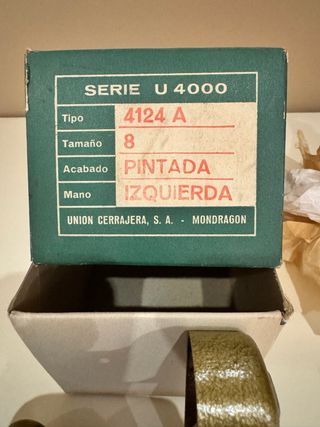 SERIE U 4000
Tipo 4124 A
Tamaño 8
Acabado PINTADA
Mano IZQUIERDA
UNION CERRAJERA, S. A. - MONDRAGON